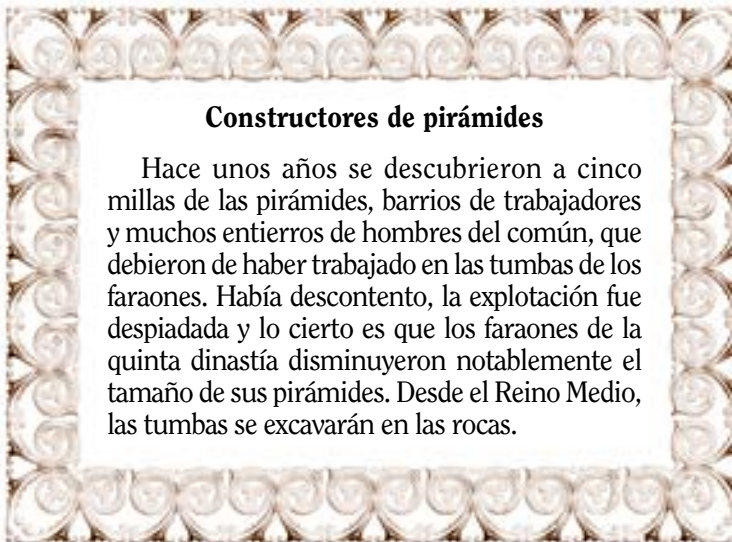 Constructores de pirámides
Hace unos años se descubrieron a cinco
millas de las pirámides, barrios de trabajadores
y muchos entierros de hombres del común, que
debieron de haber trabajado en las tumbas de los
faraones. Había descontento, la explotación fue
despiadada y lo cierto es que los faraones de la
quinta dinastía disminuyeron notablemente el
tamaño de sus pirámides. Desde el Reino Medio,
las tumbas se excavarán en las rocas.